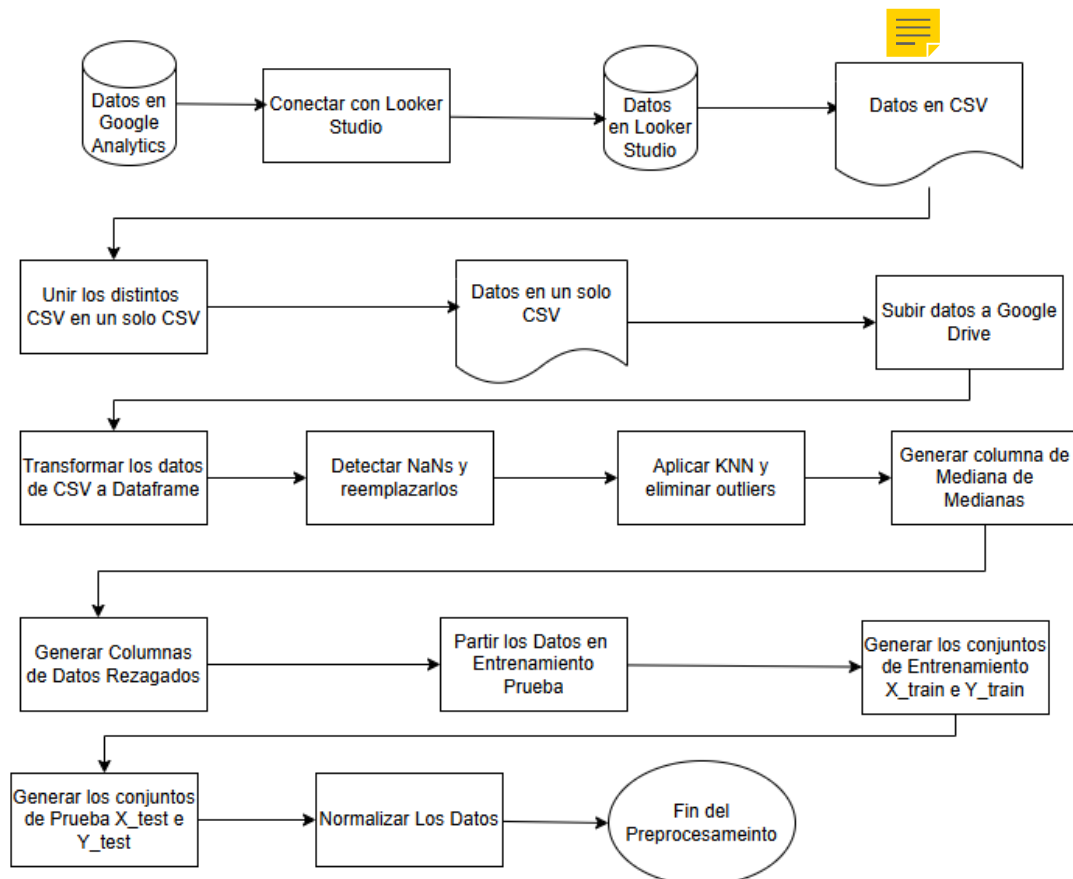 Datos en
Google
Analytics
Conectar con Looker
Studio
Datos
en Looker
Studio
Datos en CSV
Unir los distintos
CSV en un solo CSV
Datos en un solo
CSV
Subir datos a Google
Drive
Transformar los datos
de CSV a Dataframe
Detectar NaNs y
reemplazarlos
Aplicar KNN y
eliminar outliers
Generar columna de
Mediana de
Medianas
Generar Columnas
de Datos Rezagados
Partir los Datos en
Entrenamiento
Prueba
Generar los conjuntos
de Entrenamiento
X_train e Y_train
Generar los conjuntos
de Prueba X_test e
Y_test
Normalizar Los Datos
Fin del
Preprocesameinto